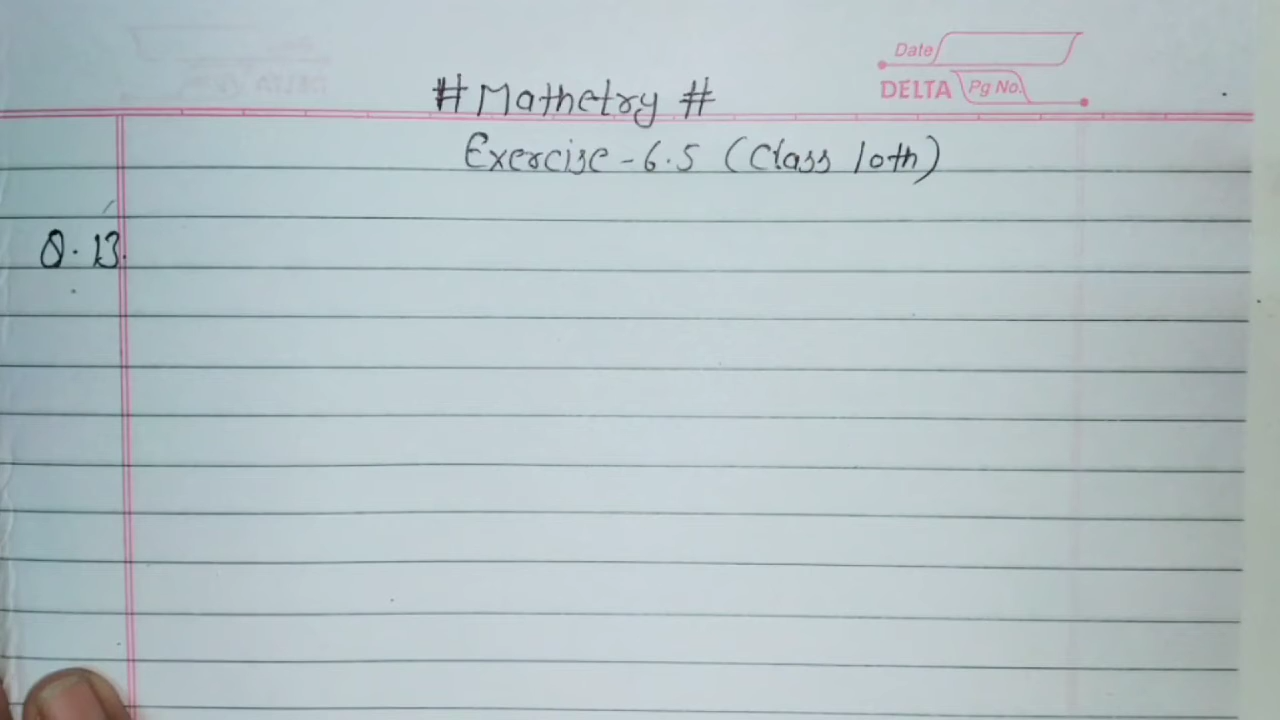 Date
# Mathetry #
DELTA Pg No.
Exercise - 6.5 (Class 10th)
Q. 13.